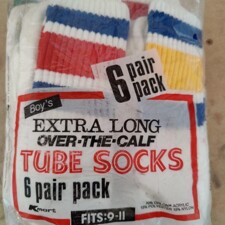 6 pair
pack
Boy's
EXTRA LONG
OVER-THE-CALF
TUBE SOCKS
6 pair pack
Kmart
FITS: 9-11